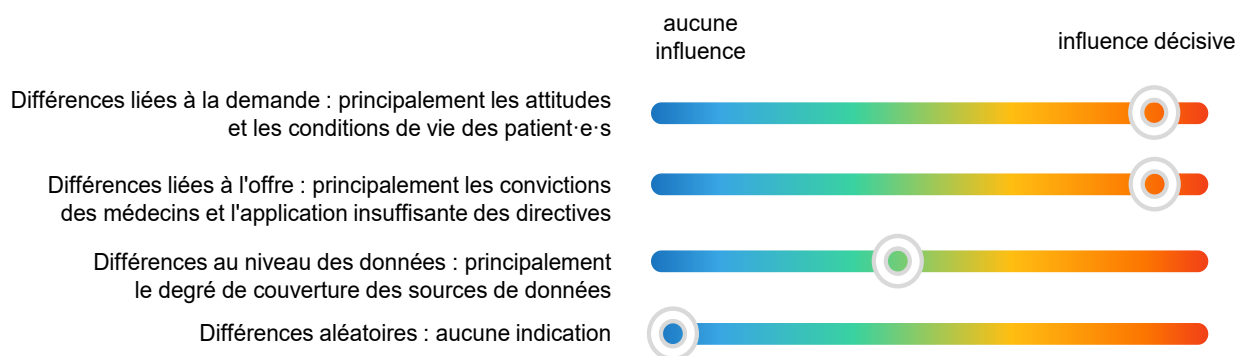 aucune
influence
influence décisive
Différences liées à la demande : principalement les attitudes
et les conditions de vie des patient·e·s
Différences liées à l'offre : principalement les convictions
des médecins et l'application insuffisante des directives
Différences au niveau des données : principalement
le degré de couverture des sources de données
Différences aléatoires : aucune indication